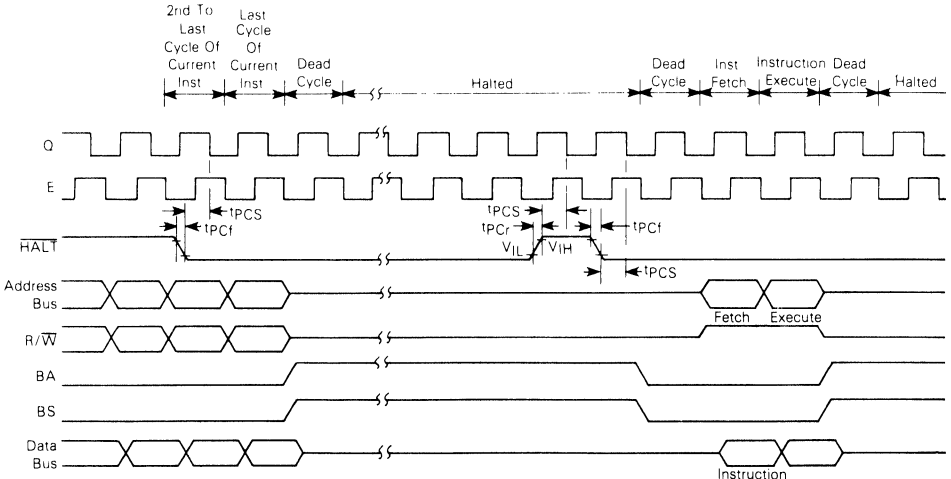 2nd To
Last
Cycle Of
Current
Inst
Last
Cycle
Of
Current
Inst
Dead
Cycle
Halted
Dead
Cycle
Inst
Fetch
Instruction
Execute
Dead
Cycle
Halted
Q
E
tPCS
tPCf
tPCS
tPCr
tPCf
HALT
VIL
VIH
tPCS
Address
Bus
Fetch
Execute
R/W
BA
BS
Data
Bus
Instruction